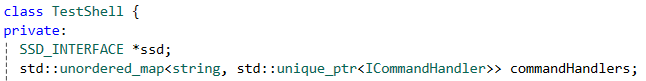 class TestShell {
private:
SSD_INTERFACE *ssd;
std::unordered_map<string, std::unique_ptr<ICommandHandler>> commandHandlers;